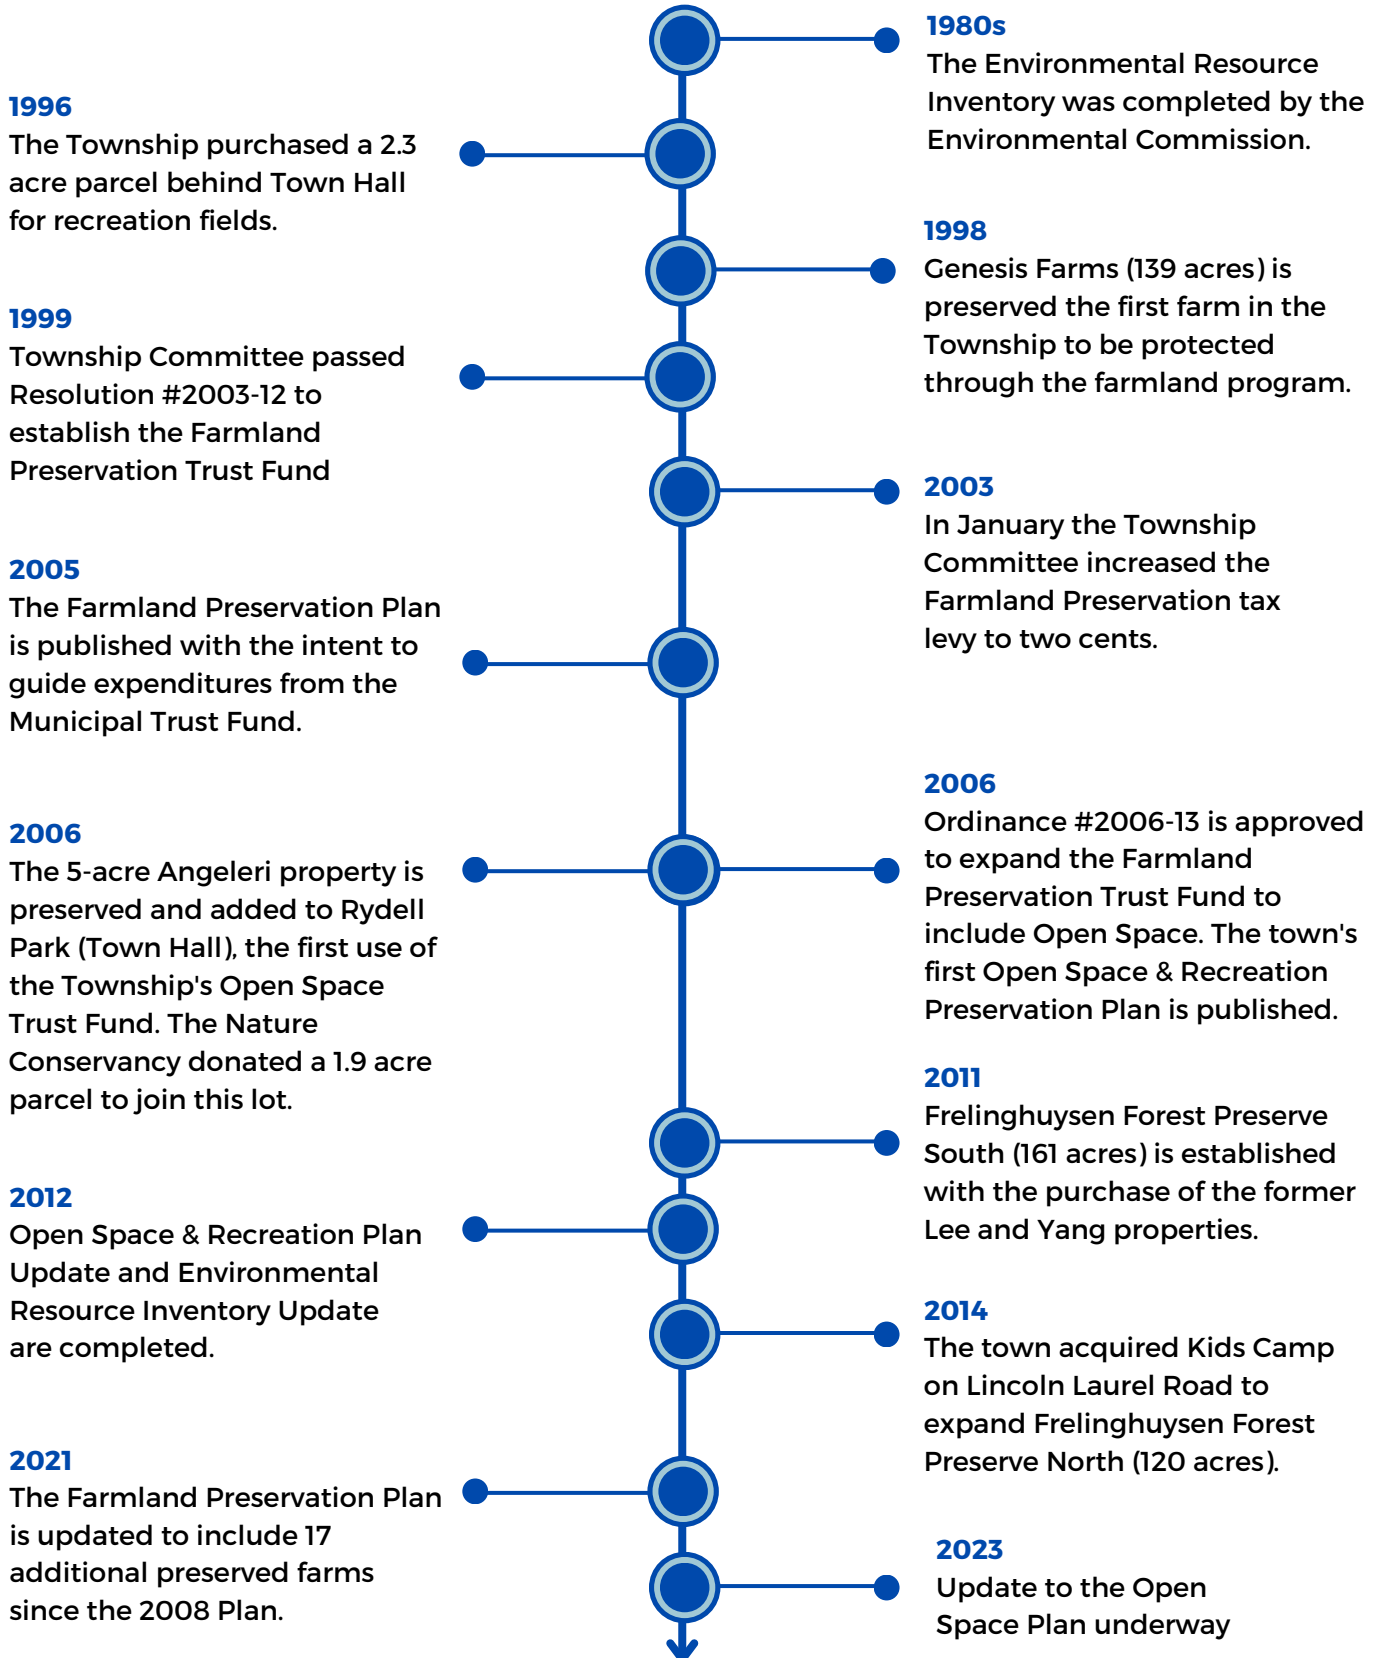 1980s
The Environmental Resource
Inventory was completed by the
Environmental Commission.
1996
The Township purchased a 2.3
acre parcel behind Town Hall
for recreation fields.
1998
Genesis Farms (139 acres) is
preserved the first farm in the
Township to be protected
through the farmland program.
1999
Township Committee passed
Resolution #2003-12 to
establish the Farmland
Preservation Trust Fund
2003
In January the Township
Committee increased the
Farmland Preservation tax
levy to two cents.
2005
The Farmland Preservation Plan
is published with the intent to
guide expenditures from the
Municipal Trust Fund.
2006
The 5-acre Angeleri property is
preserved and added to Rydell
Park (Town Hall), the first use of
the Township's Open Space
Trust Fund. The Nature
Conservancy donated a 1.9 acre
parcel to join this lot.
2006
Ordinance #2006-13 is approved
to expand the Farmland
Preservation Trust Fund to
include Open Space. The town's
first Open Space & Recreation
Preservation Plan is published.
2011
Frelinghuysen Forest Preserve
South (161 acres) is established
with the purchase of the former
Lee and Yang properties.
2012
Open Space & Recreation Plan
Update and Environmental
Resource Inventory Update
are completed.
2014
The town acquired Kids Camp
on Lincoln Laurel Road to
expand Frelinghuysen Forest
Preserve North (120 acres).
2021
The Farmland Preservation Plan
is updated to include 17
additional preserved farms
since the 2008 Plan.
2023
Update to the Open
Space Plan underway